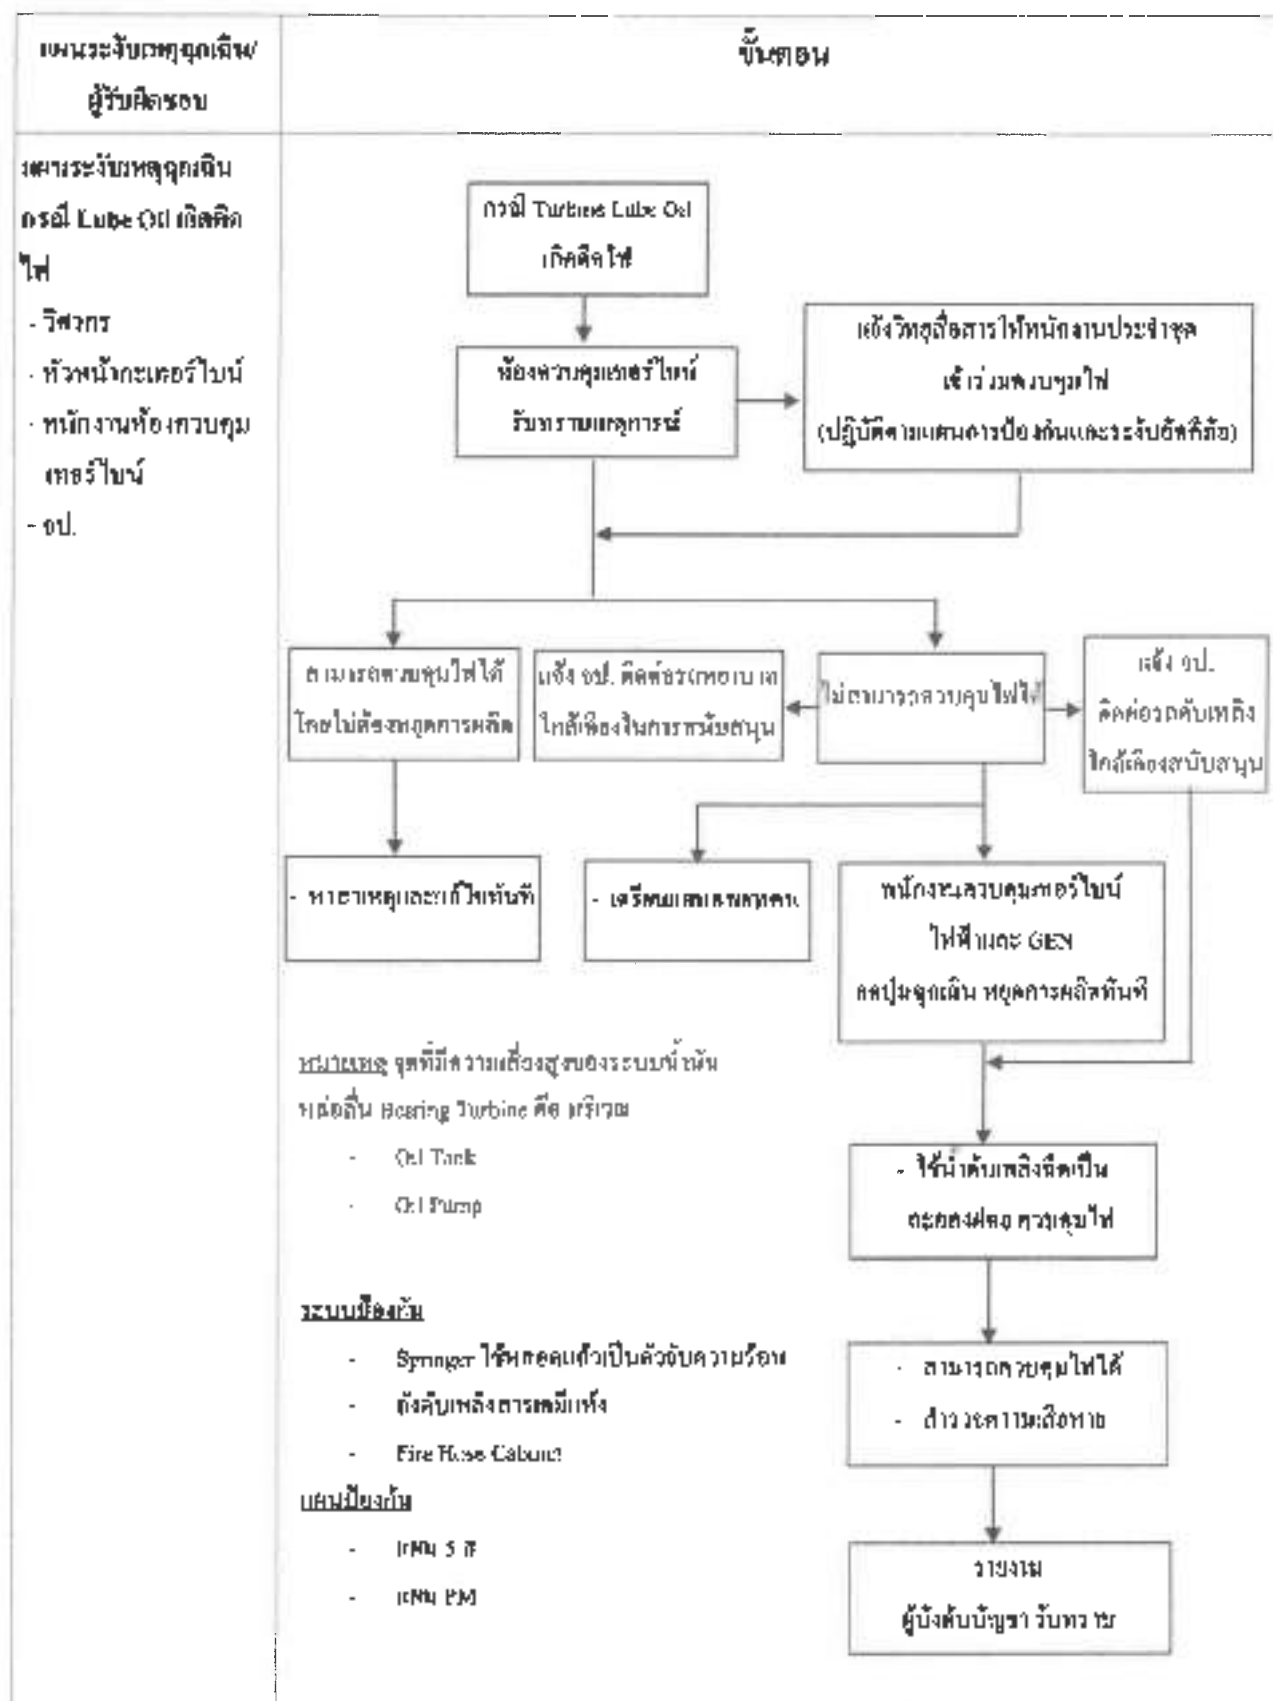 แผนระงับเหตุฉุกเฉิน/
ผู้รับผิดชอบ
ขั้นตอน
แผนระงับเหตุฉุกเฉิน
กรณี Lube Oil เกิดติด
ไฟ
- วิศวกร
- หัวหน้ากะเทอร์ไบน์
- พนักงานห้องควบคุม
เทอร์ไบน์
- จป.
กรณี Turbine Lube Oil
เกิดติดไฟ
ห้องควบคุมเทอร์ไบน์
รับทราบเหตุการณ์
แจ้งวิทยุสื่อสารให้พนักงานประจำชุด
เข้าร่วมควบคุมไฟ
(ปฏิบัติตามแผนการป้องกันและระงับอัคคีภัย)
สามารถควบคุมไฟได้
โดยไม่ต้องหยุดการผลิต
แจ้ง จป. ติดต่อรถพยาบาล
ใกล้เคียงในการสนับสนุน
ไม่สามารถควบคุมไฟได้
แจ้ง จป.
ติดต่อรถดับเพลิง
ใกล้เคียงสนับสนุน
- หาสาเหตุและแก้ไขทันที
- เตรียมแผนอพยพคน
พนักงานควบคุมเทอร์ไบน์
ไฟฟ้าและ GEN
กดปุ่มฉุกเฉิน หยุดการผลิตทันที
หมายเหตุ จุดที่มีความเสี่ยงสูงของระบบน้ำมัน
หล่อลื่น Bearing Turbine คือ บริเวณ
- Oil Tank
- Oil Pump
- ใช้น้ำดับเพลิงฉีดเป็น
ละอองฝอย ควบคุมไฟ
ระบบป้องกัน
- Springer ใช้หลอดแก้วเป็นตัวจับความร้อน
- ถังดับเพลิงสารเคมีแห้ง
- Fire Hose Cabinet
แผนป้องกัน
- แผน 5 ส
- แผน PM
- สามารถควบคุมไฟได้
- สำรวจความเสียหาย
รายงาน
ผู้บังคับบัญชา รับทราบ